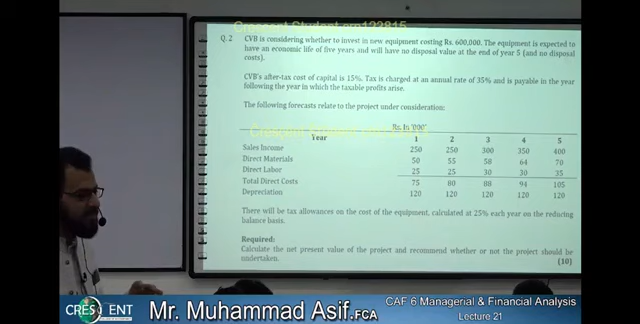 Crescent Student crn123815
Q. 2 CVB is considering whether to invest in new equipment costing Rs. 600,000. The equipment is expected to
have an economic life of five years and will have no disposal value at the end of year 5 (and no disposal
costs).
CVB's after-tax cost of capital is 15%. Tax is charged at an annual rate of 35% and is payable in the year
following the year in which the taxable profits arise.
The following forecasts relate to the project under consideration:
Rs. In '000'
Crescent Student
Year 1 2 3 4 5
Sales Income 250 250 300 350 400
Direct Materials 50 55 58 64 70
Direct Labor 25 25 30 30 35
Total Direct Costs 75 80 88 94 105
Depreciation 120 120 120 120 120
There will be tax allowances on the cost of the equipment, calculated at 25% each year on the reducing
balance basis.
Required:
Calculate the net present value of the project and recommend whether or not the project should be
undertaken. (10)
CRESCENT
Mr. Muhammad Asif.FCA
CAF 6 Managerial & Financial Analysis
Lecture 21